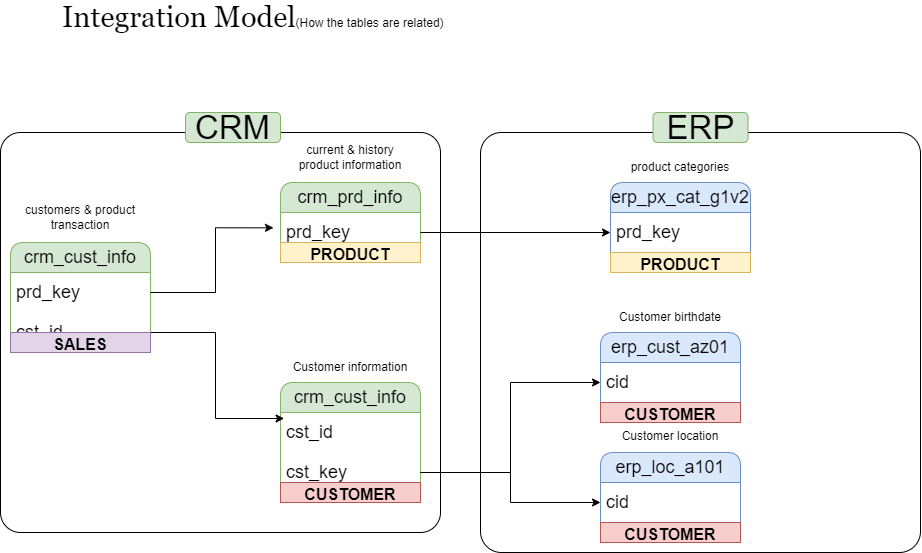 Integration Model(How the tables are related)
CRM
customers & product
transaction
crm_cust_info
prd_key
cst_id
SALES
current & history
product information
crm_prd_info
prd_key
PRODUCT
Customer information
crm_cust_info
cst_id
cst_key
CUSTOMER
ERP
product categories
erp_px_cat_g1v2
prd_key
PRODUCT
Customer birthdate
erp_cust_az01
cid
CUSTOMER
Customer location
erp_loc_a101
cid
CUSTOMER